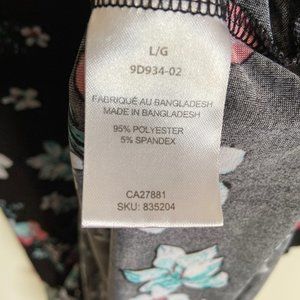 L/G
9D934-02
FABRIQUÉ AU BANGLADESH
MADE IN BANGLADESH
95% POLYESTER
5% SPANDEX
CA27881
SKU: 835204